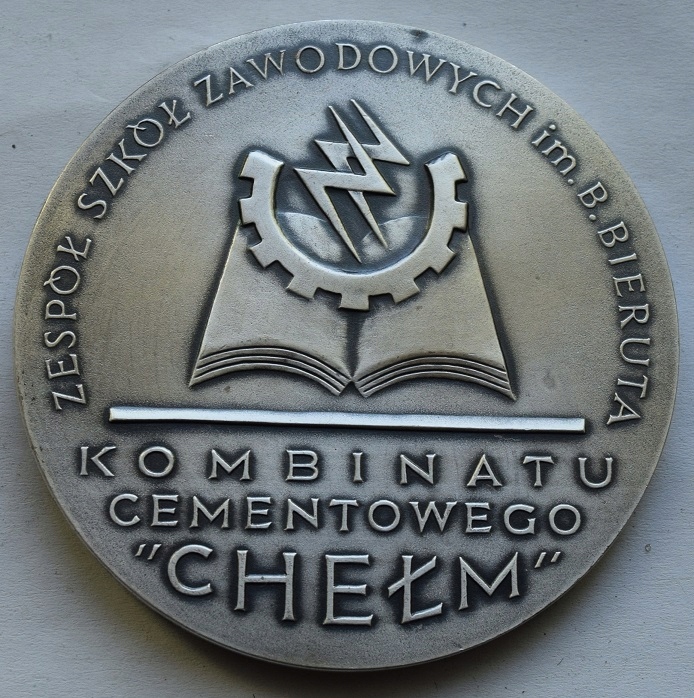 ZESPÓŁ SZKÓŁ ZAWODOWYCH im. B. BIERUTA
KOMBINATU
CEMENTOWEGO
"CHEŁM"